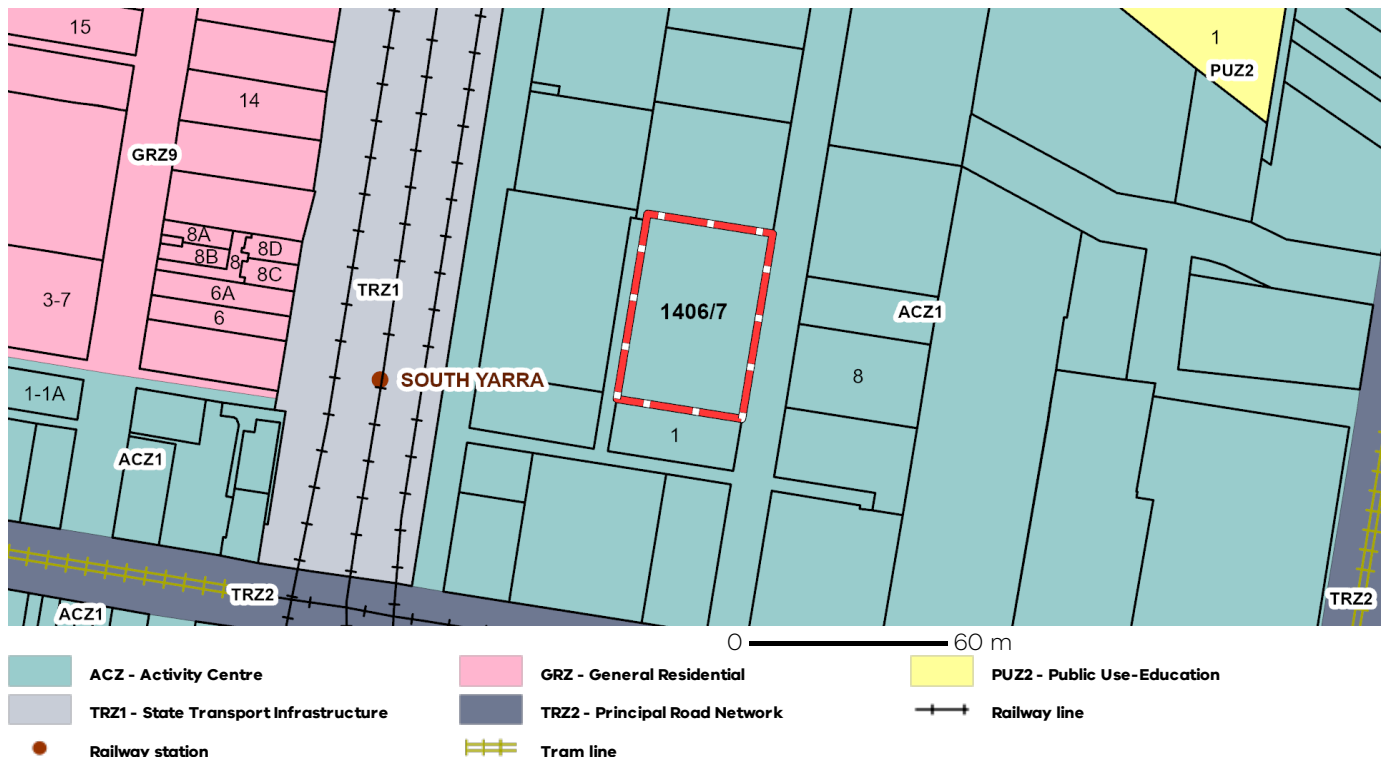 15
1
PUZ2
14
GRZ9
8A
8D
8B
8
8C
TRZ1
6A
3-7
6
1406/7
ACZ1
SOUTH YARRA
8
1-1A
1
ACZ1
TRZ2
TRZ2
ACZ1
0 60 m
ACZ - Activity Centre
GRZ - General Residential
PUZ2 - Public Use-Education
TRZ1 - State Transport Infrastructure
TRZ2 - Principal Road Network
Railway line
Railway station
Tram line